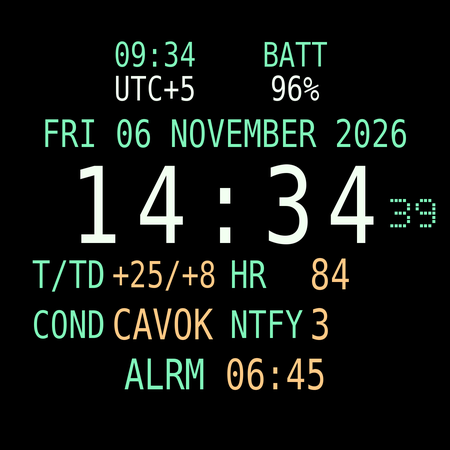 09:34 BATT
UTC+5 96%
FRI 06 NOVEMBER 2026
14:34 39
T/TD +25/+8 HR 84
COND CAVOK NTFY 3
ALRM 06:45